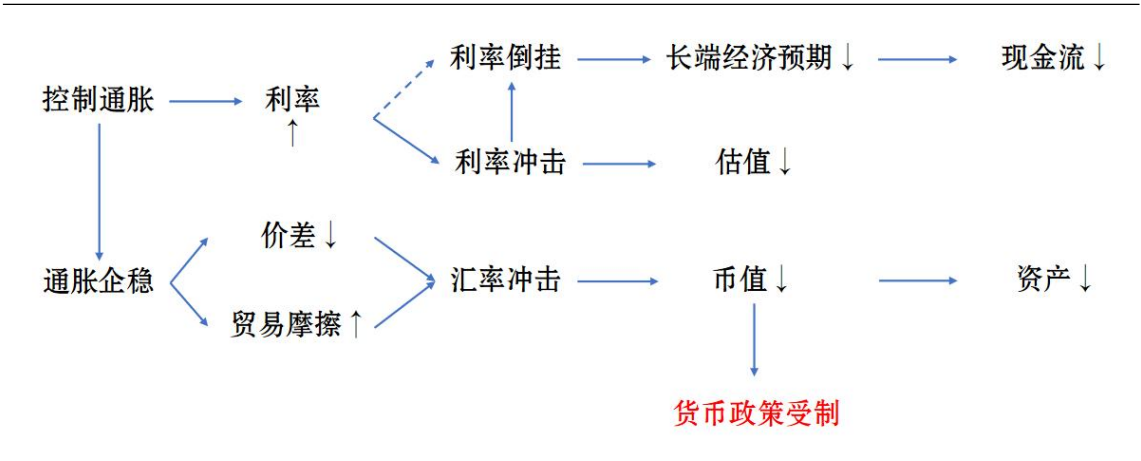 利率倒挂
长端经济预期↓
现金流↓
控制通胀
利率
↑
利率冲击
估值↓
价差↓
通胀企稳
汇率冲击
币值↓
资产↓
贸易摩擦↑
货币政策受制